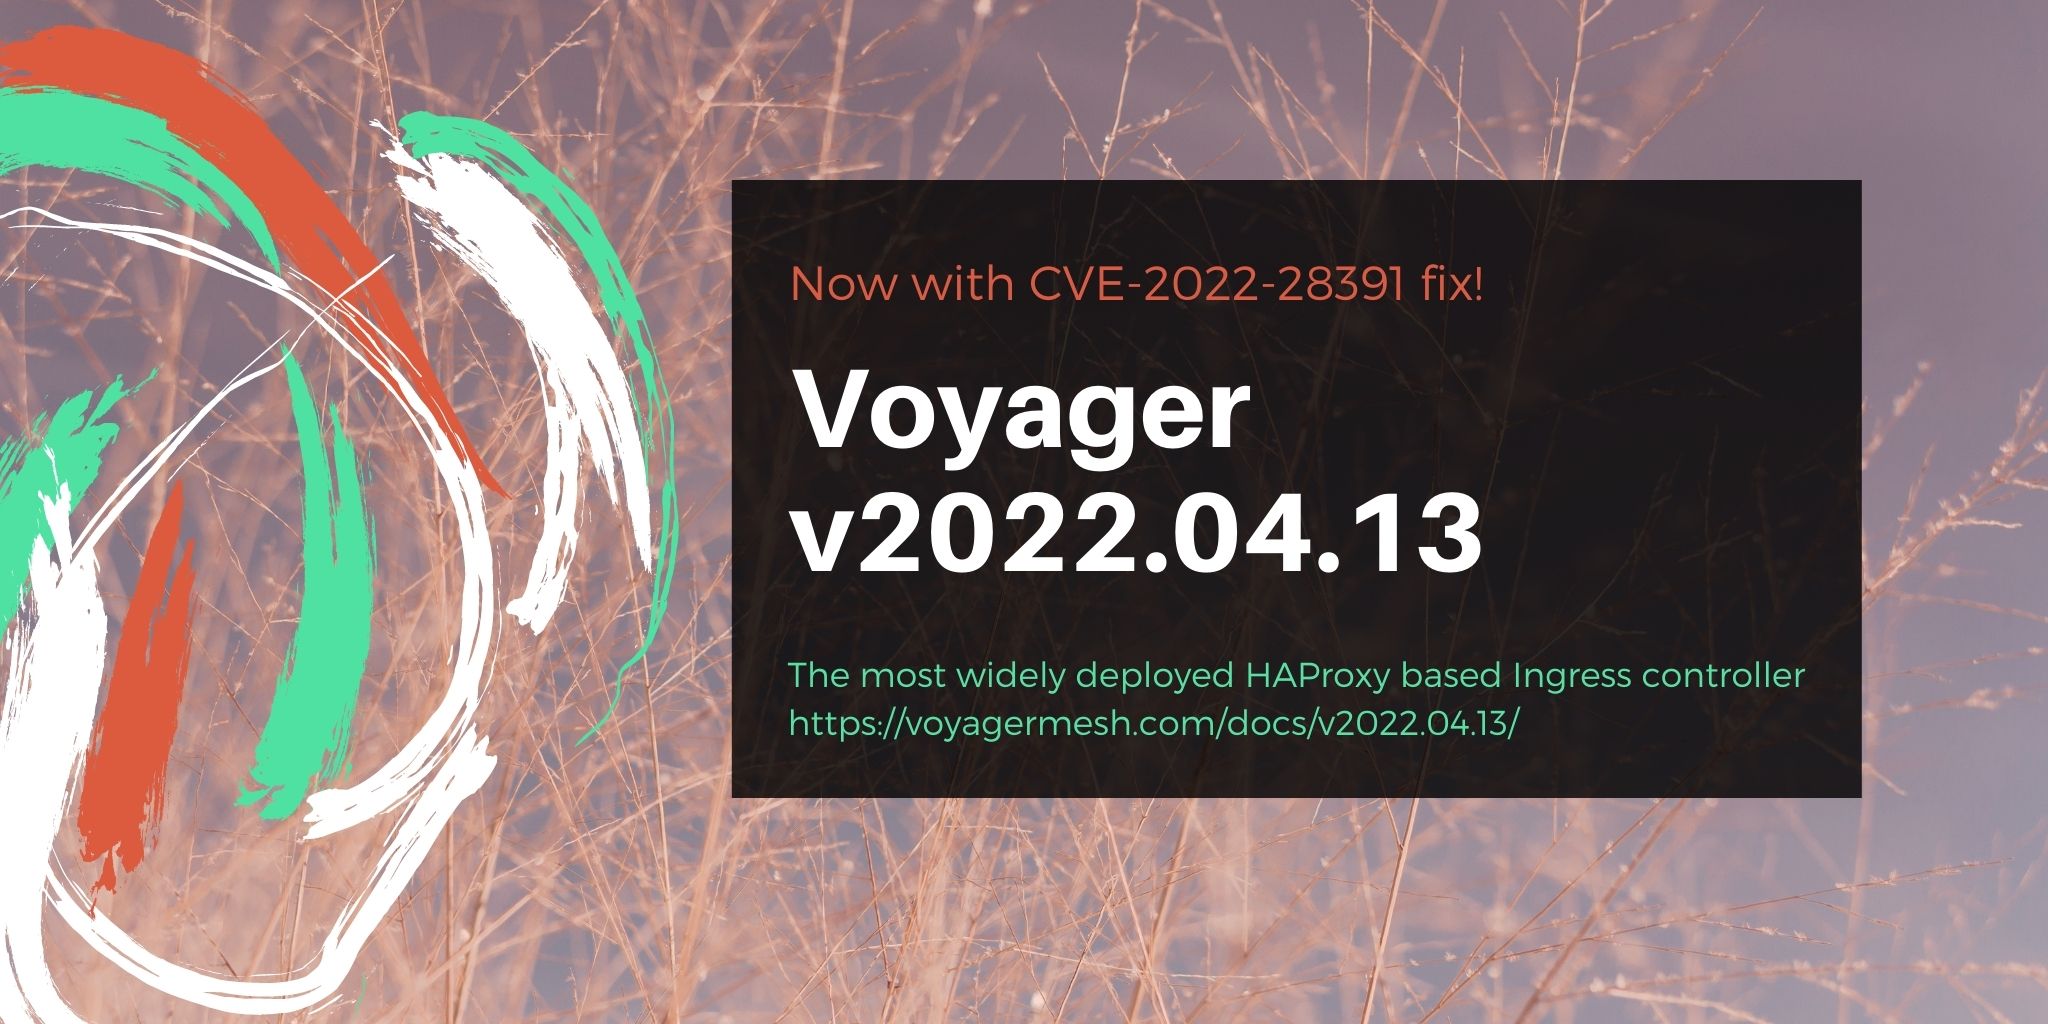 Now with CVE-2022-28391 fix!
Voyager
v2022.04.13
The most widely deployed HAProxy based Ingress controller
https://voyagermesh.com/docs/v2022.04.13/